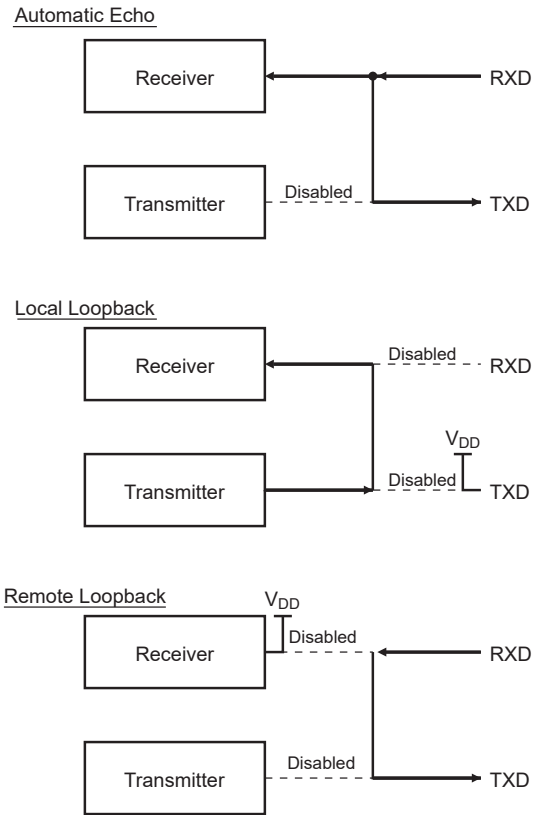 Automatic Echo
Receiver
RXD
Transmitter
Disabled
TXD
Local Loopback
Receiver
Disabled
RXD
VDD
Transmitter
Disabled
TXD
Remote Loopback
VDD
Receiver
Disabled
RXD
Transmitter
Disabled
TXD